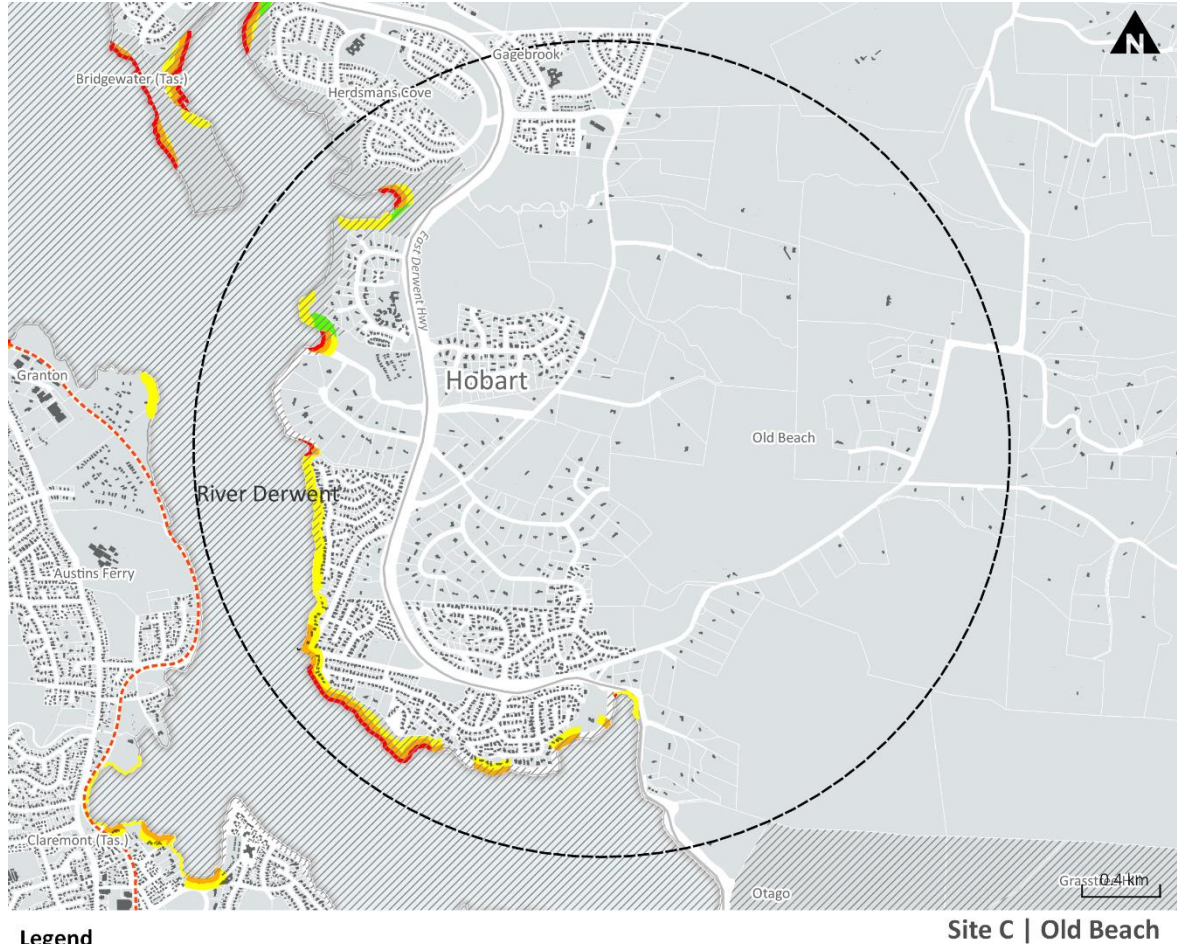 N
Gagebrook
Bridgewater (Tas.)
Herdsmans Cove
East Derwent Hwy
Granton
Hobart
Old Beach
River Derwent
Austins Ferry
Claremont (Tas.)
Otago
0.4 km
Site C | Old Beach
Legend